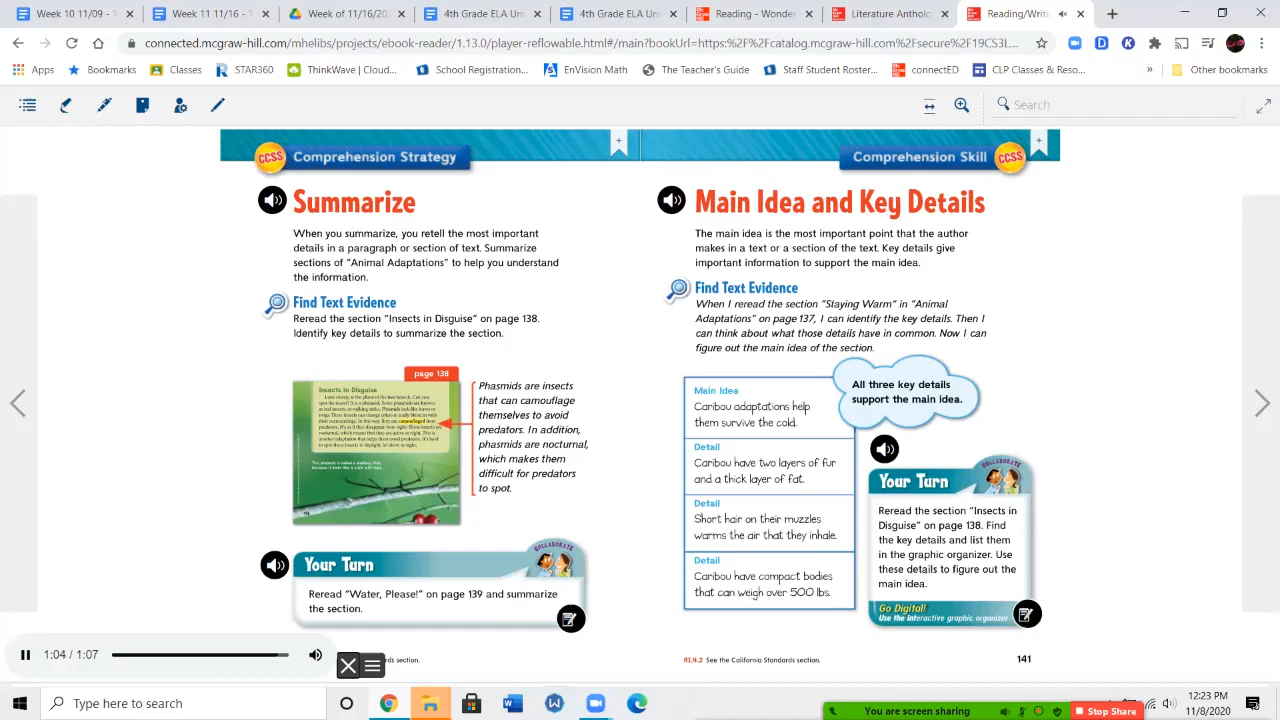 Week 10 11/9 - 1
Week 11 11/16 - 1
11/9 - 11/16/20
4th Grade ELA Uni
4th Grade ELA Uni
Reading - Wonder
Literature Antholo
Reading/Writi
connected.mcgraw-hill.com/mhelibs/projects/ebook-reader/1.13.0/player-relowable.html#/main?bookUrl=https:%2F%2Fcatalog.mcgraw-hill.com%2Fsecure%2F19CS3L...
Apps
Bookmarks
STAR360
ThinkWave | Cloud...
School Registration...
EnVision Math
The Teacher's Guide
Staff Student Roster...
connectED
CLP Classes & Reso...
»
Other bookmarks
Search
CCSS Comprehension Strategy
Summarize
When you summarize, you retell the most important
details in a paragraph or section of text. Summarize
sections of "Animal Adaptations" to help you understand
the information.
Find Text Evidence
Reread the section "Insects in Disguise" on page 138.
Identify key details to summarize the section.
page 138
Insects in Disguise
Phasmids are insects
that can camouflage
themselves to avoid
predators. In addition,
phasmids are nocturnal,
which makes them
difficult for predators
to spot.
COLLABORATE
Your Turn
Reread "Water, Please!" on page 139 and summarize
the section.
1:04 / 1:07
rds section.
Comprehension Skill CCSS
Main Idea and Key Details
The main idea is the most important point that the author
makes in a text or a section of the text. Key details give
important information to support the main idea.
Find Text Evidence
When I reread the section "Staying Warm" in "Animal
Adaptations" on page 137, I can identify the key details. Then I
can think about what those details have in common. Now I can
figure out the main idea of the section.
Main Idea
Caribou adaptations help
them survive the cold.
Detail
Caribou have two layers of fur
and a thick layer of fat.
Detail
Short hair on their muzzles
warms the air that they inhale.
Detail
Caribou have compact bodies
that can weigh over 500 lbs.
All three key details
support the main idea.
COLLABORATE
Your Turn
Reread the section "Insects in
Disguise" on page 138. Find
the key details and list them
in the graphic organizer. Use
these details to figure out the
main idea.
Go Digital!
Use the interactive graphic organizer
RI.4.2 See the California Standards section.
141
Type here to search
You are screen sharing
Stop Share
12:23 PM
11/8/2020